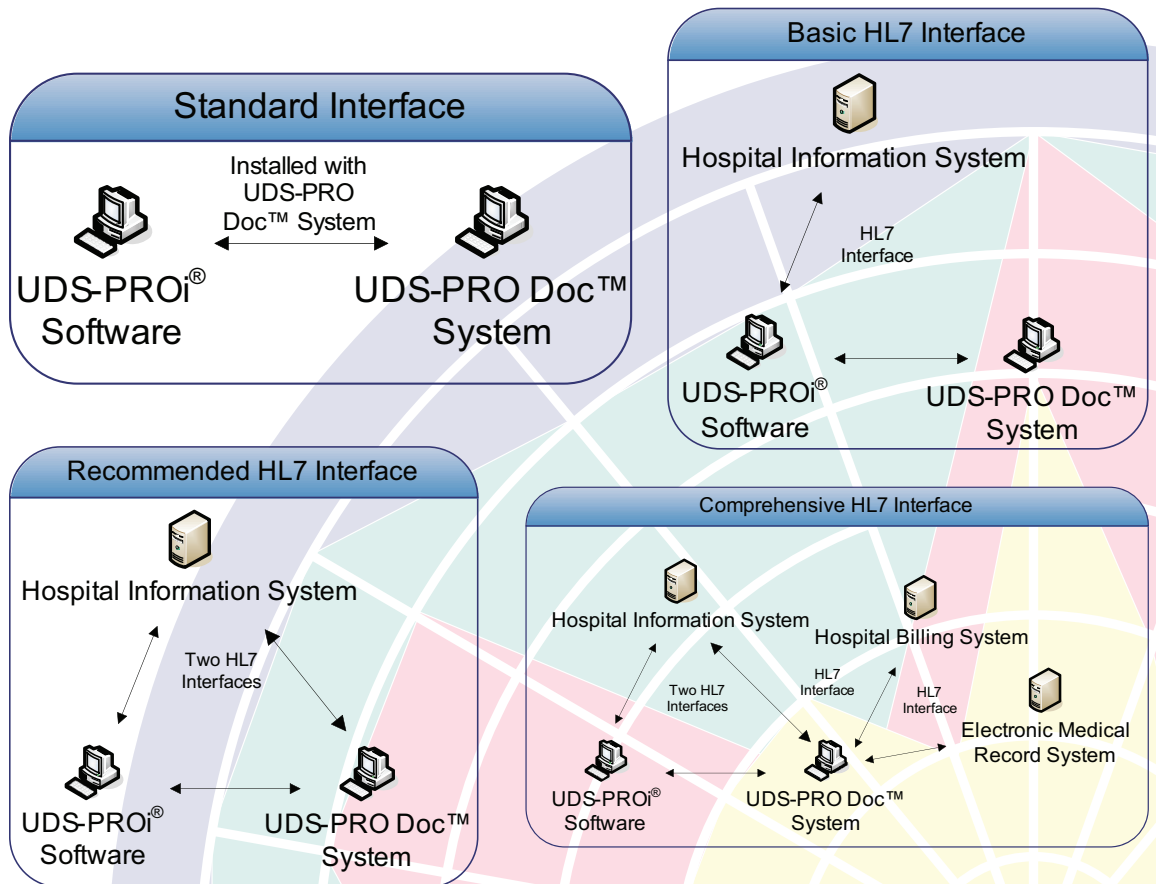 Standard Interface
Installed with
UDS-PRO
Doc™ System
UDS-PROi®
Software
UDS-PRO Doc™
System
Basic HL7 Interface
Hospital Information System
HL7
Interface
UDS-PROi®
Software
UDS-PRO Doc™
System
Recommended HL7 Interface
Hospital Information System
Two HL7
Interfaces
UDS-PROi®
Software
UDS-PRO Doc™
System
Comprehensive HL7 Interface
Hospital Information System
Hospital Billing System
Two HL7
Interfaces
HL7
Interface
HL7
Interface
Electronic Medical
Record System
UDS-PROi®
Software
UDS-PRO Doc™
System